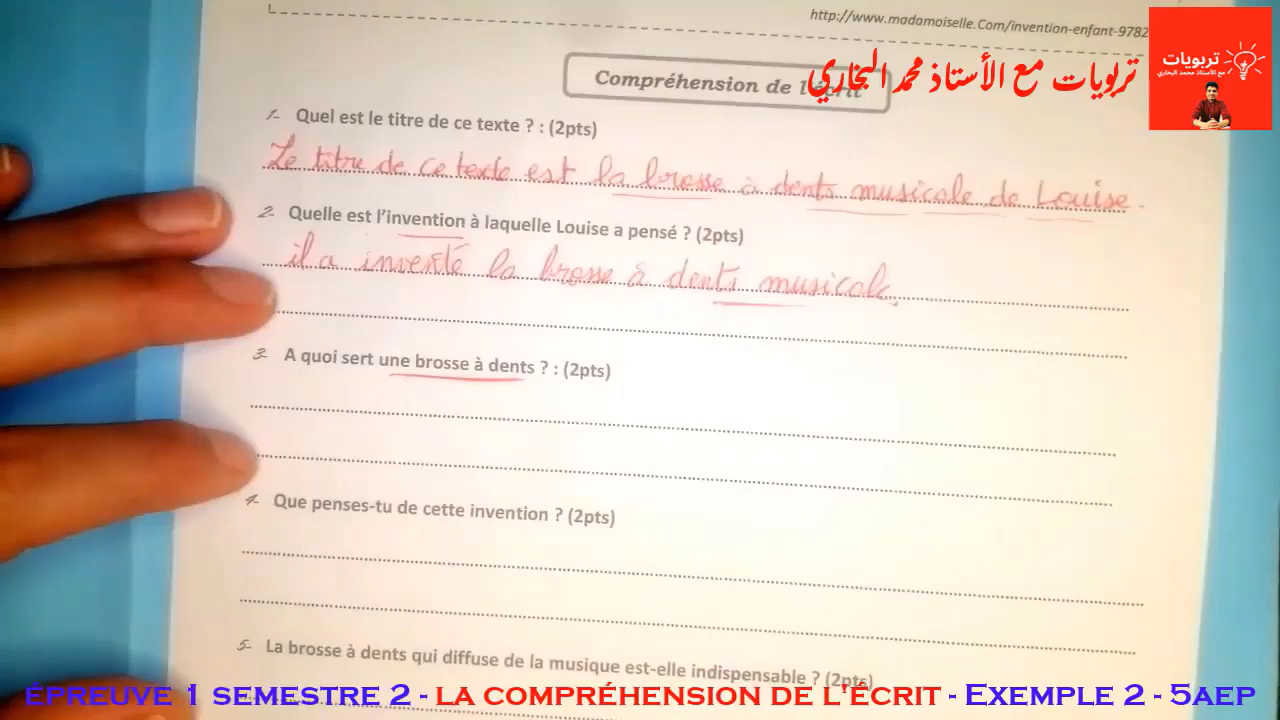 http://www.madamoiselle.Com/invention-enfant-9782
تربويات مع الأستاذ محمد البخاري
تربويات
مع الأستاذ محمد البخاري
Compréhension de l'écrit
1- Quel est le titre de ce texte ? : (2pts)
Le titre de ce texte est la brosse à dents musicale de Louise.
2- Quelle est l'invention à laquelle Louise a pensé ? (2pts)
il a inventé la brosse à dents musicale.
3- A quoi sert une brosse à dents ? : (2pts)
4- Que penses-tu de cette invention ? (2pts)
5- La brosse à dents qui diffuse de la musique est-elle indispensable ? (2pts)
ÉPREUVE 1 SEMESTRE 2 - LA COMPRÉHENSION DE L'ÉCRIT - EXEMPLE 2 - 5AEP